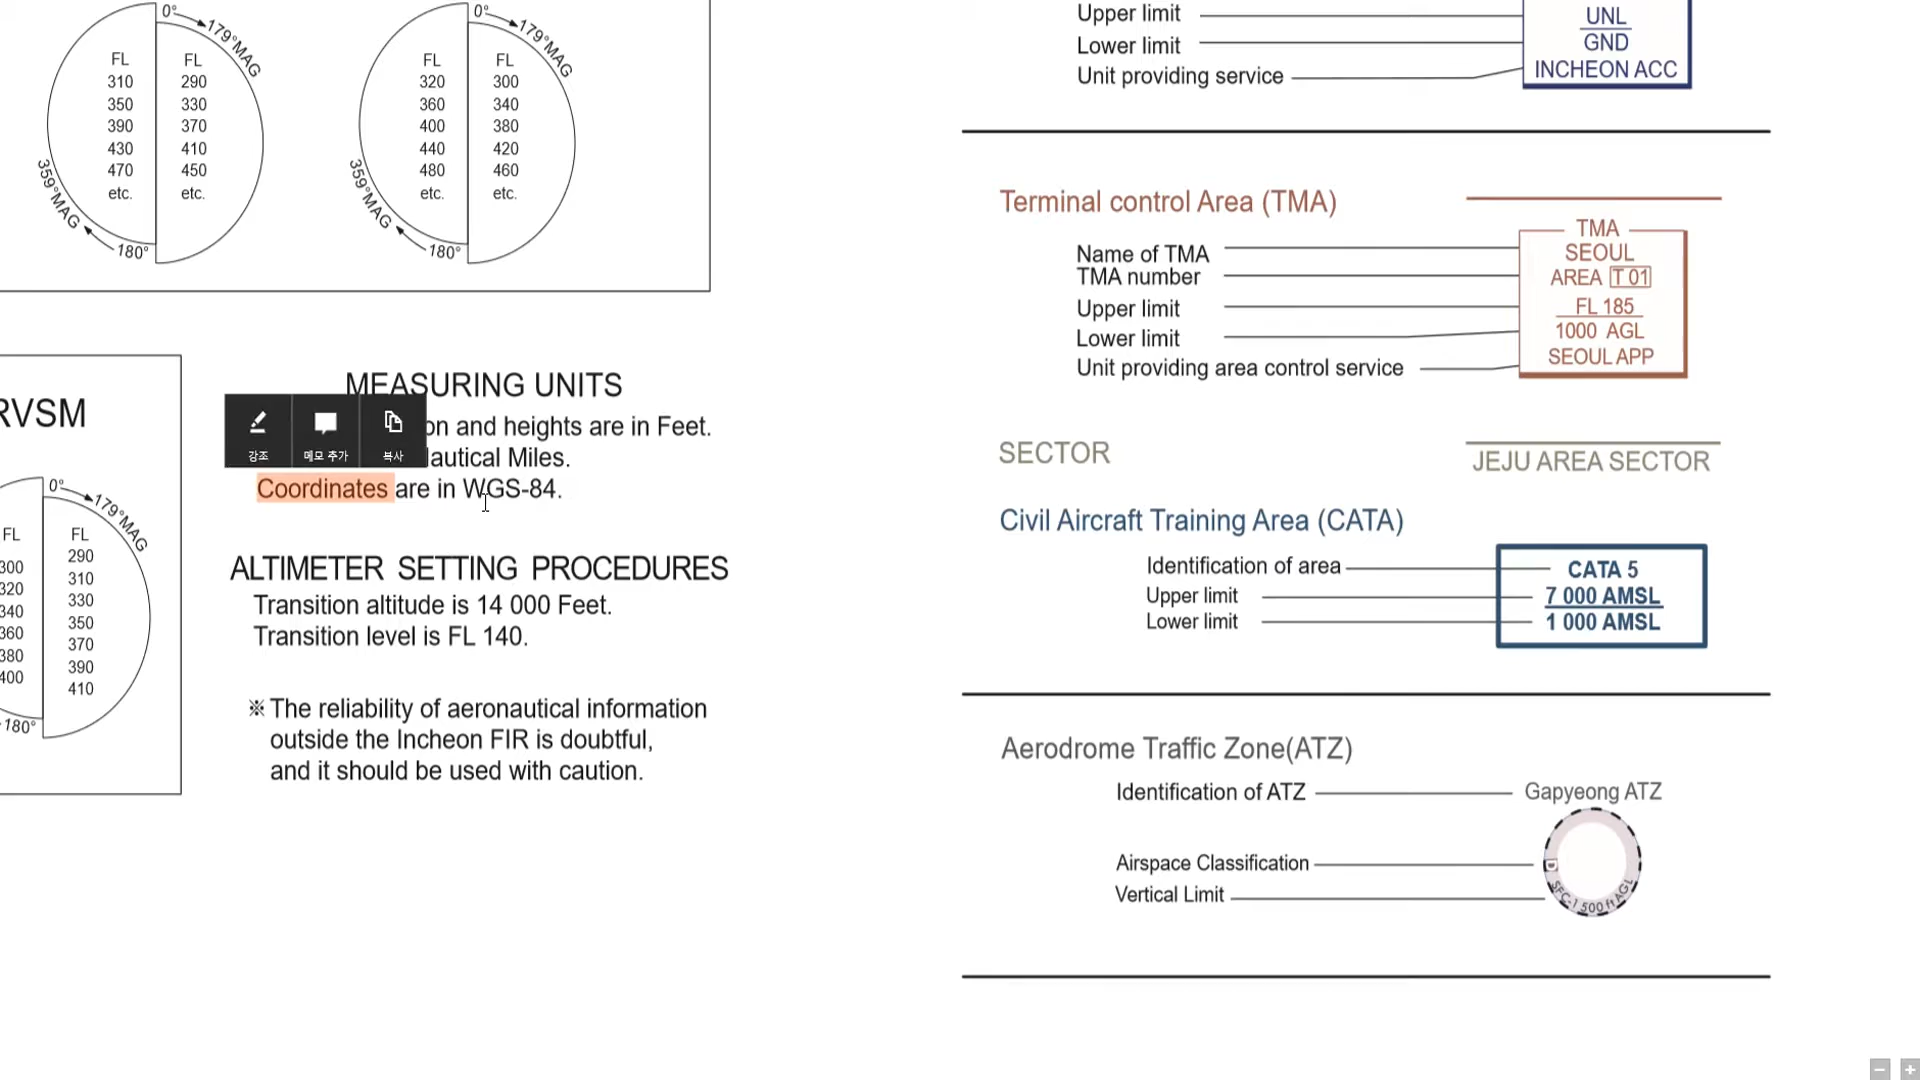 0°
179°MAG
FL
310
350
390
430
470
etc.
FL
290
330
370
410
450
etc.
359°MAG
180°
0°
179°MAG
FL
320
360
400
440
480
etc.
FL
300
340
380
420
460
etc.
359°MAG
180°
RVSM
0°
179°MAG
FL
300
320
340
360
380
400
FL
290
310
330
350
370
390
410
180°
MEASURING UNITS
강조
메모 추가
복사
on and heights are in Feet.
autical Miles.
Coordinates are in WGS-84.
ALTIMETER SETTING PROCEDURES
Transition altitude is 14 000 Feet.
Transition level is FL 140.
※ The reliability of aeronautical information
outside the Incheon FIR is doubtful,
and it should be used with caution.
Upper limit
Lower limit
Unit providing service
UNL
GND
INCHEON ACC
Terminal control Area (TMA)
Name of TMA
TMA number
Upper limit
Lower limit
Unit providing area control service
TMA
SEOUL
AREA T 01
FL 185
1000 AGL
SEOUL APP
SECTOR
JEJU AREA SECTOR
Civil Aircraft Training Area (CATA)
Identification of area
Upper limit
Lower limit
CATA 5
7 000 AMSL
1 000 AMSL
Aerodrome Traffic Zone(ATZ)
Identification of ATZ
Gapyeong ATZ
Airspace Classification
Vertical Limit
D
SFC-1 500 ft AGL